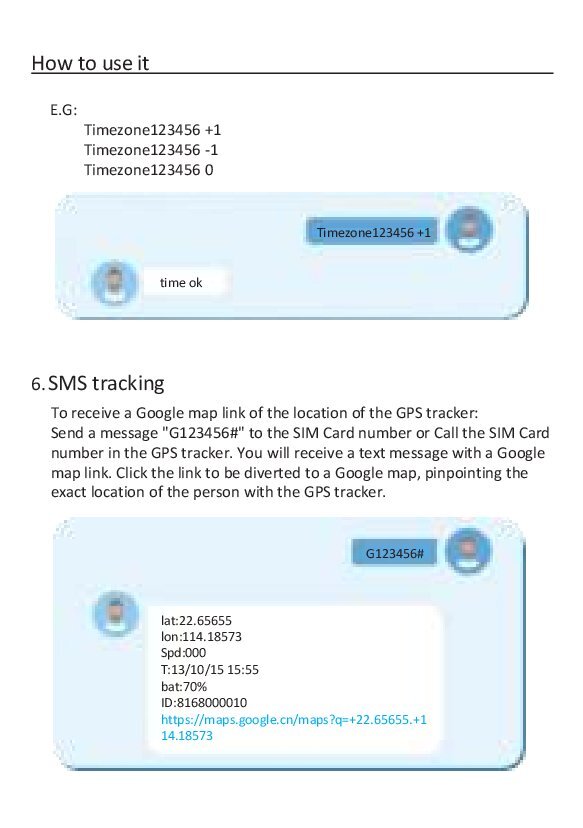 How to use it
E.G:
Timezone123456 +1
Timezone123456 -1
Timezone123456 0
Timezone123456 +1
time ok
6. SMS tracking
To receive a Google map link of the location of the GPS tracker:
Send a message "G123456#" to the SIM Card number or Call the SIM Card
number in the GPS tracker. You will receive a text message with a Google
map link. Click the link to be diverted to a Google map, pinpointing the
exact location of the person with the GPS tracker.
G123456#
lat:22.65655
lon:114.18573
Spd:000
T:13/10/15 15:55
bat:70%
ID:8168000010
https://maps.google.cn/maps?q=+22.65655.+1
14.18573